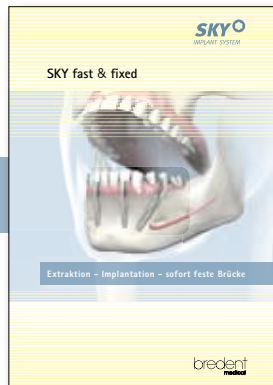 SKY
IMPLANT SYSTEM
SKY fast & fixed
Extraktion – Implantation – sofort feste Brücke
bredent
medical